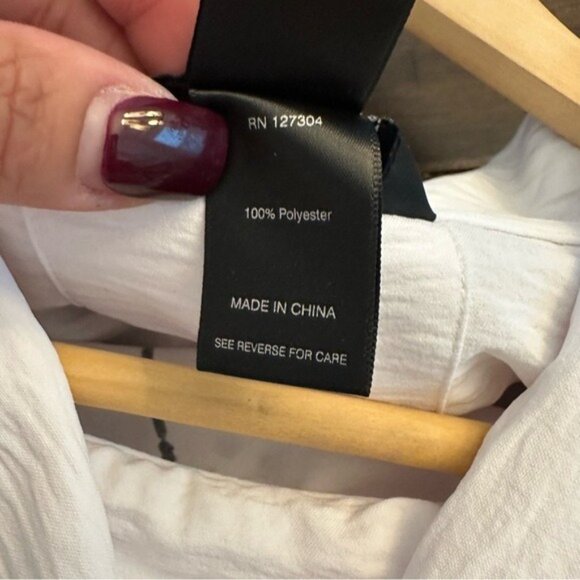 RN 127304
100% Polyester
MADE IN CHINA
SEE REVERSE FOR CARE